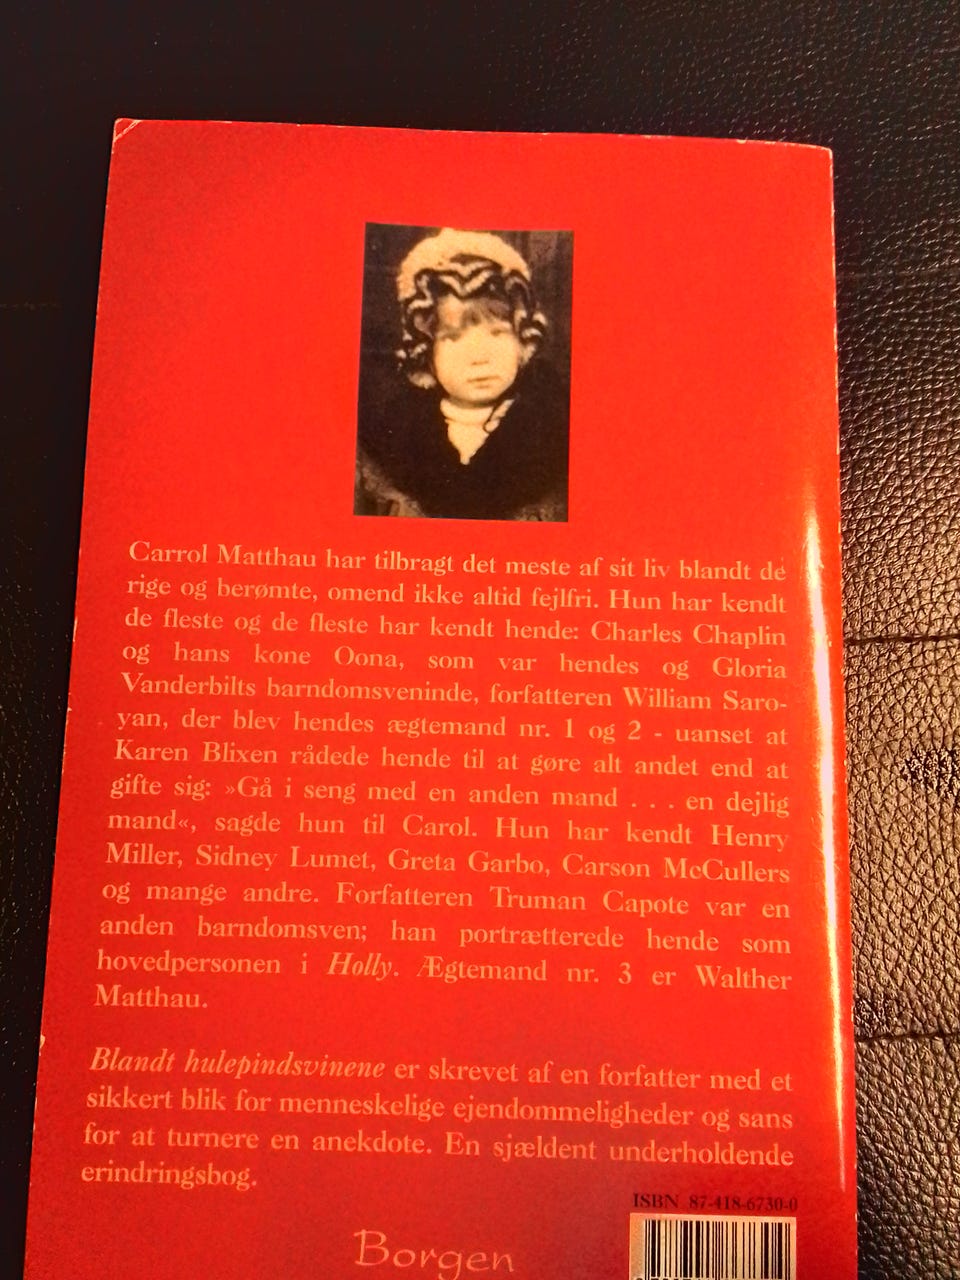 Carrol Matthau har tilbragt det meste af sit liv blandt de
rige og berømte, omend ikke altid fejlfri. Hun har kendt
de fleste og de fleste har kendt hende: Charles Chaplin
og hans kone Oona, som var hendes og Gloria
Vanderbilts barndomsveninde, forfatteren William Saro-
yan, der blev hendes ægtemand nr. 1 og 2 - uanset at
Karen Blixen rådede hende til at gøre alt andet end at
gifte sig: »Gå i seng med en anden mand . . . en dejlig
mand«, sagde hun til Carol. Hun har kendt Henry
Miller, Sidney Lumet, Greta Garbo, Carson McCullers
og mange andre. Forfatteren Truman Capote var en
anden barndomsven; han portrætterede hende som
hovedpersonen i Holly. Ægtemand nr. 3 er Walther
Matthau.
Blandt hulepindsvinene er skrevet af en forfatter med et
sikkert blik for menneskelige ejendommeligheder og sans
for at turnere en anekdote. En sjældent underholdende
erindringsbog.
ISBN 87-418-6730-0
Borgen